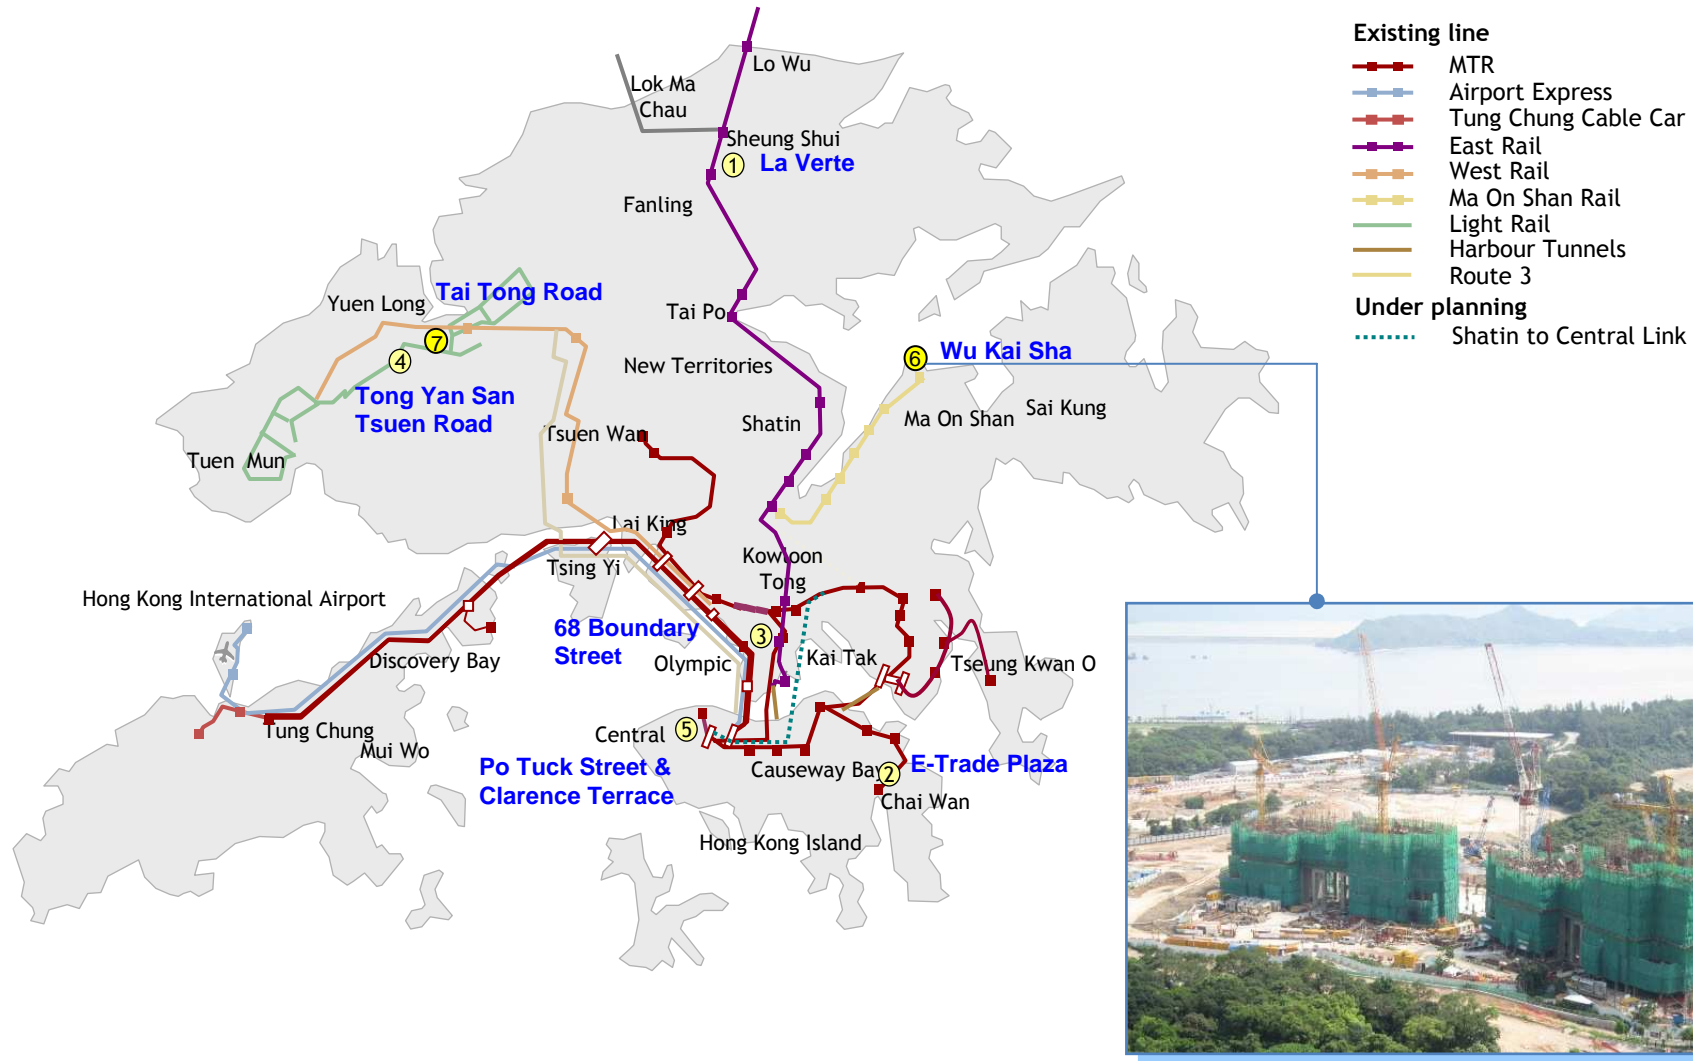 Existing line
MTR
Airport Express
Tung Chung Cable Car
East Rail
West Rail
Ma On Shan Rail
Light Rail
Harbour Tunnels
Route 3
Under planning
Shatin to Central Link
Lo Wu
Lok Ma
Chau
Sheung Shui
1
La Verte
Fanling
Tai Tong Road
Yuen Long
Tai Po
7
4
6
Wu Kai Sha
New Territories
Tong Yan San
Tsuen Road
Sai Kung
Ma On Shan
Shatin
Tsuen Wan
Tuen Mun
Lai King
Kowloon
Tong
Tsing Yi
Hong Kong International Airport
68 Boundary
Street
3
Olympic
Kai Tak
Tseung Kwan O
Discovery Bay
Tung Chung
Mui Wo
Central
5
Po Tuck Street &
Clarence Terrace
Causeway Bay
2
E-Trade Plaza
Chai Wan
Hong Kong Island